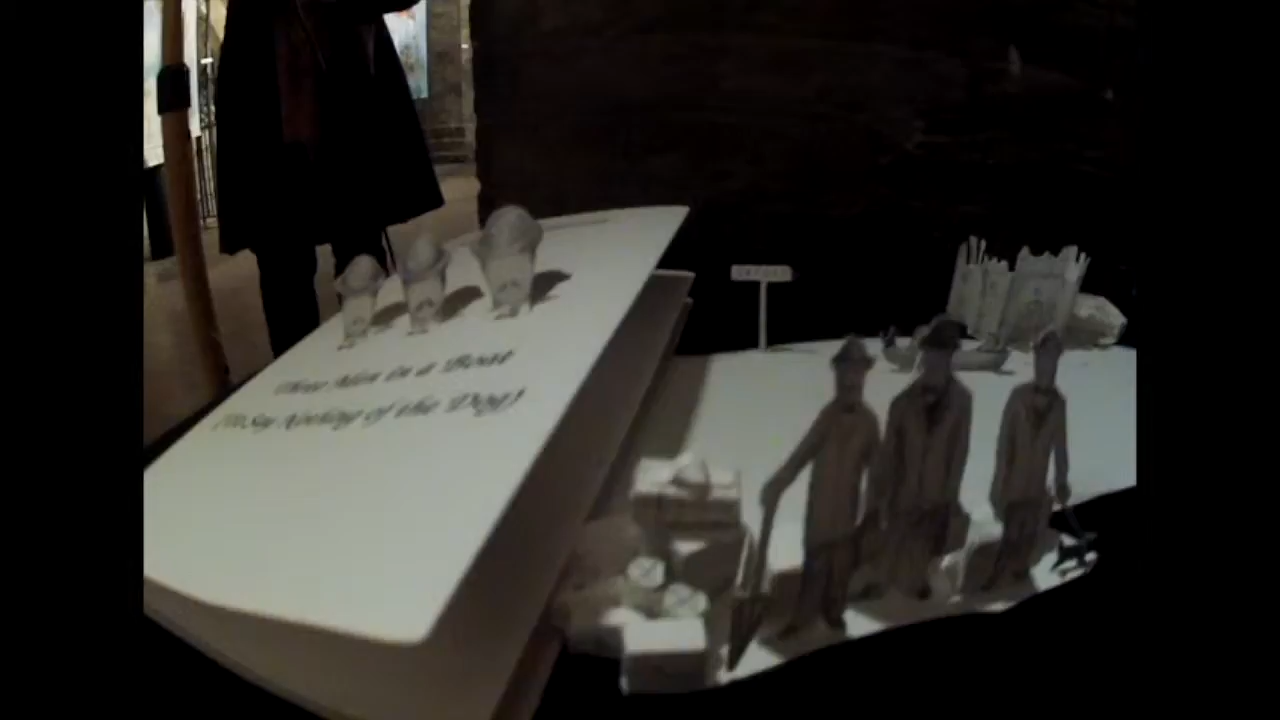 Three Men in a Boat
(To Say Nothing of the Dog)